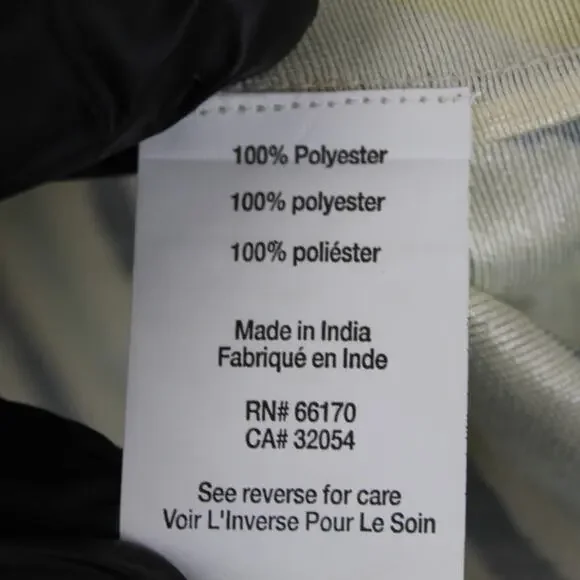 100% Polyester
100% polyester
100% poliéster
Made in India
Fabriqué en Inde
RN# 66170
CA# 32054
See reverse for care
Voir L'Inverse Pour Le Soin